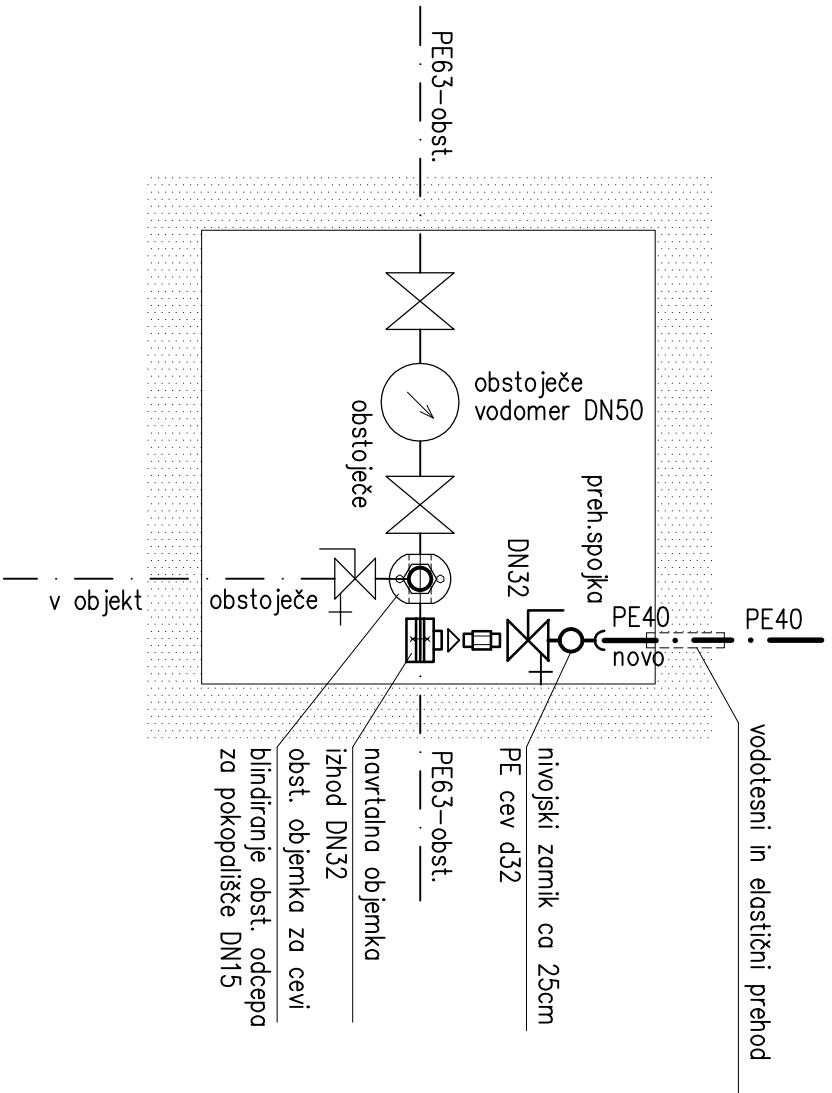 PE63-obst.
obstoječe
vodomer DN50
obstoječe
preh.spojka
DN32
v objekt
obstoječe
PE40
novo
PE40
PE63-obst.
vodotesni in elastični prehod
nivojski zamik ca 25cm
PE cev d32
navrtalna objemka
izhod DN32
obst. objemka za cevi
blindiranje obst. odcepa
za pokopališče DN15